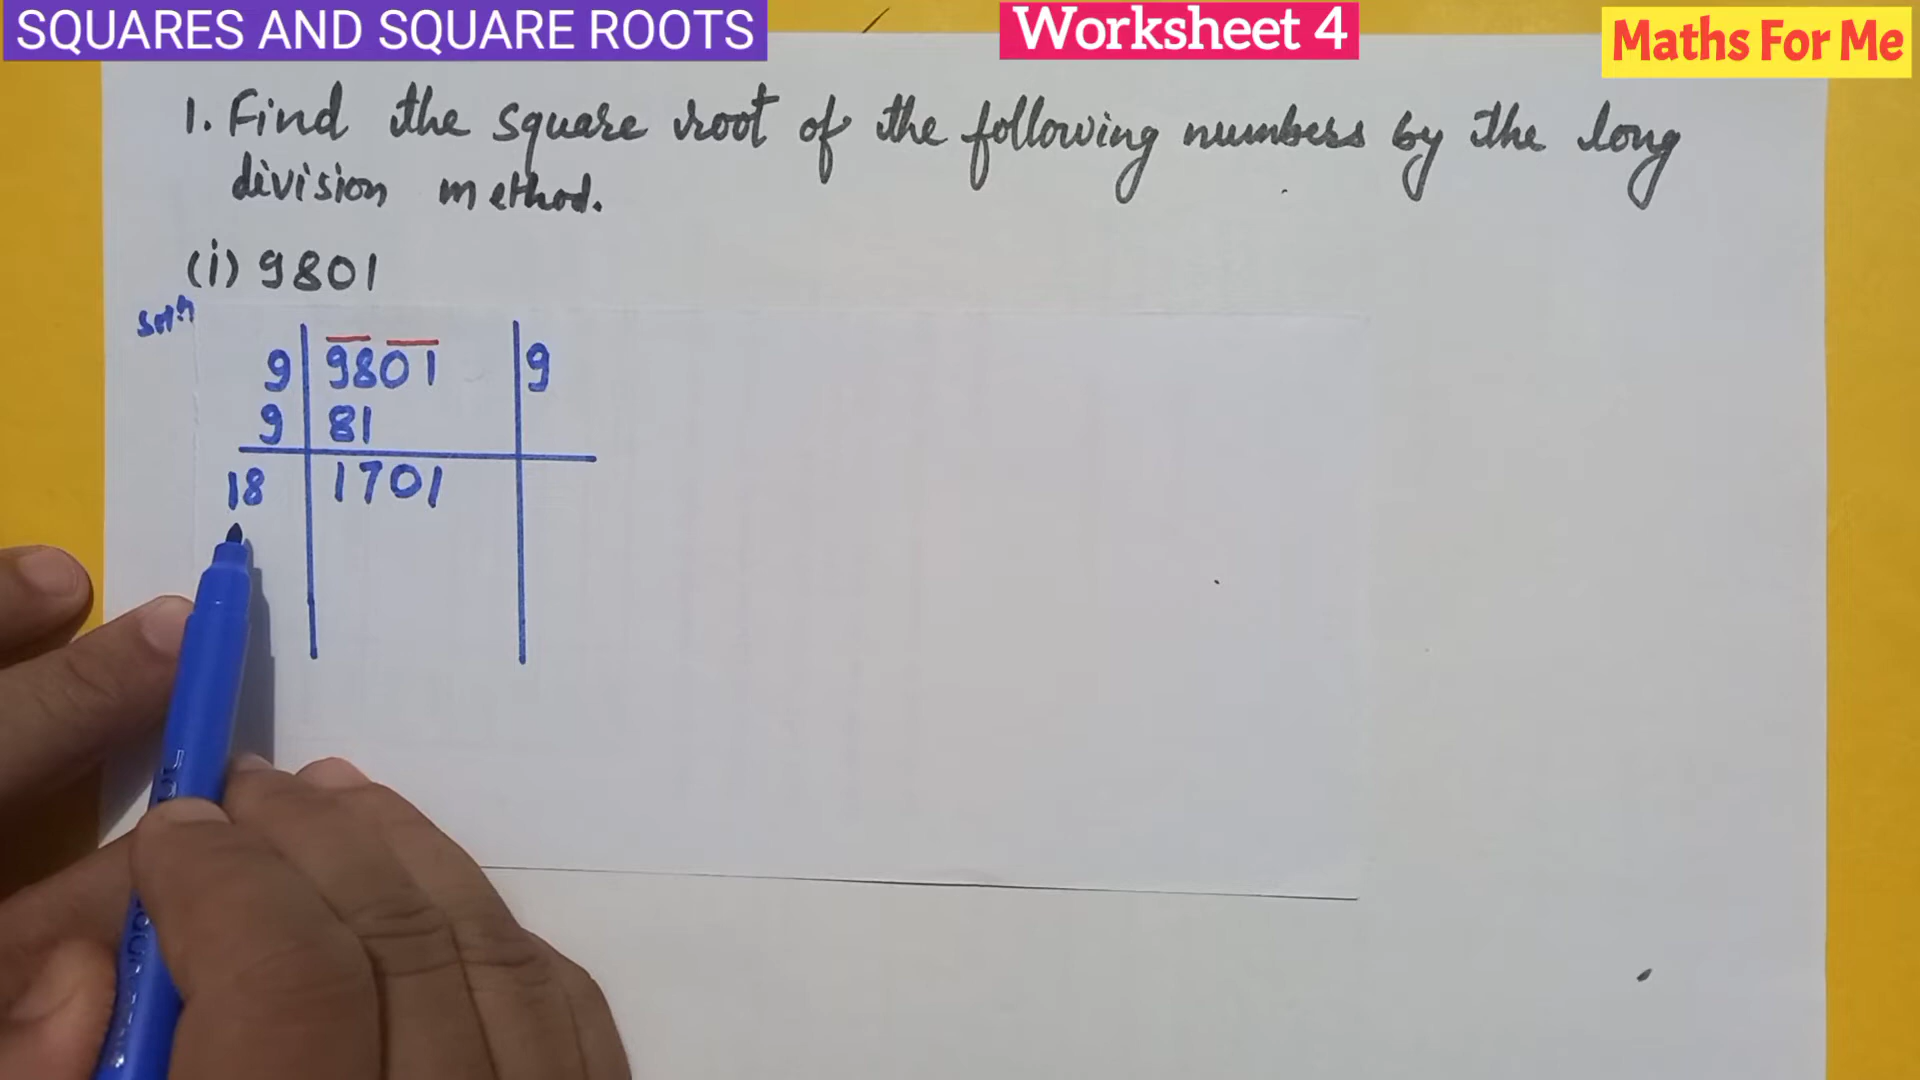 SQUARES AND SQUARE ROOTS
Worksheet 4
Maths For Me
1. Find the square root of the following numbers by the long
division method.
(i) 9801
Solⁿ
9 9801 9
9 81
18 1701